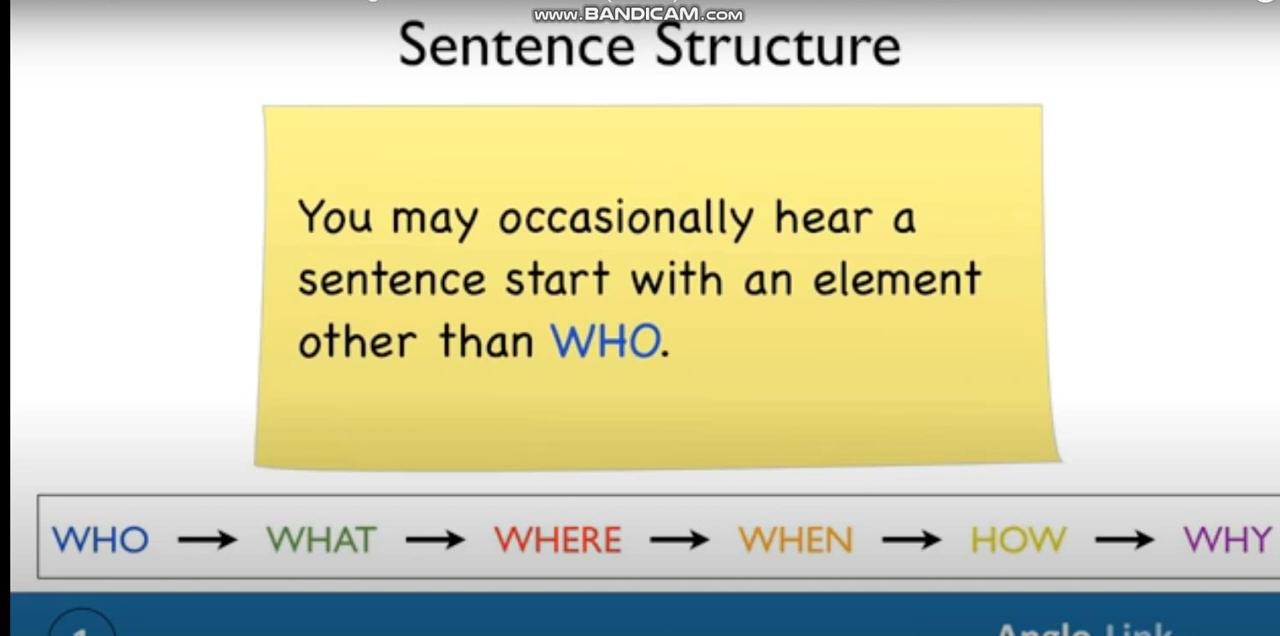 www.BANDICAM.com
Sentence Structure
You may occasionally hear a
sentence start with an element
other than WHO.
WHO → WHAT → WHERE → WHEN → HOW → WHY